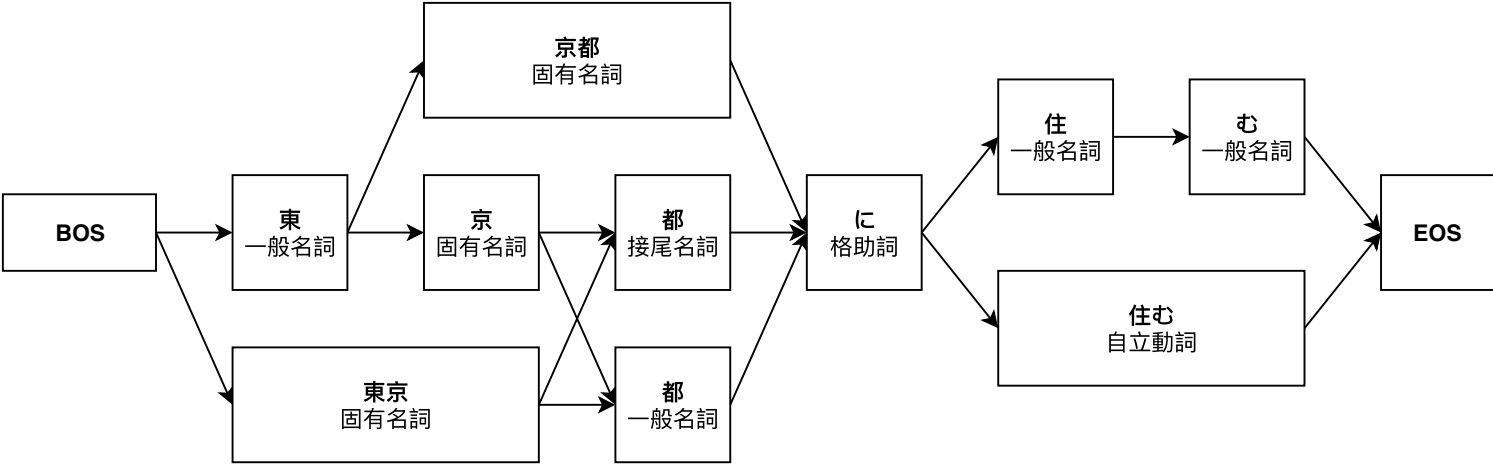 京都
固有名詞
住
一般名詞
む
一般名詞
BOS
東
一般名詞
京
固有名詞
都
接尾名詞
に
格助詞
EOS
住む
自立動詞
東京
固有名詞
都
一般名詞